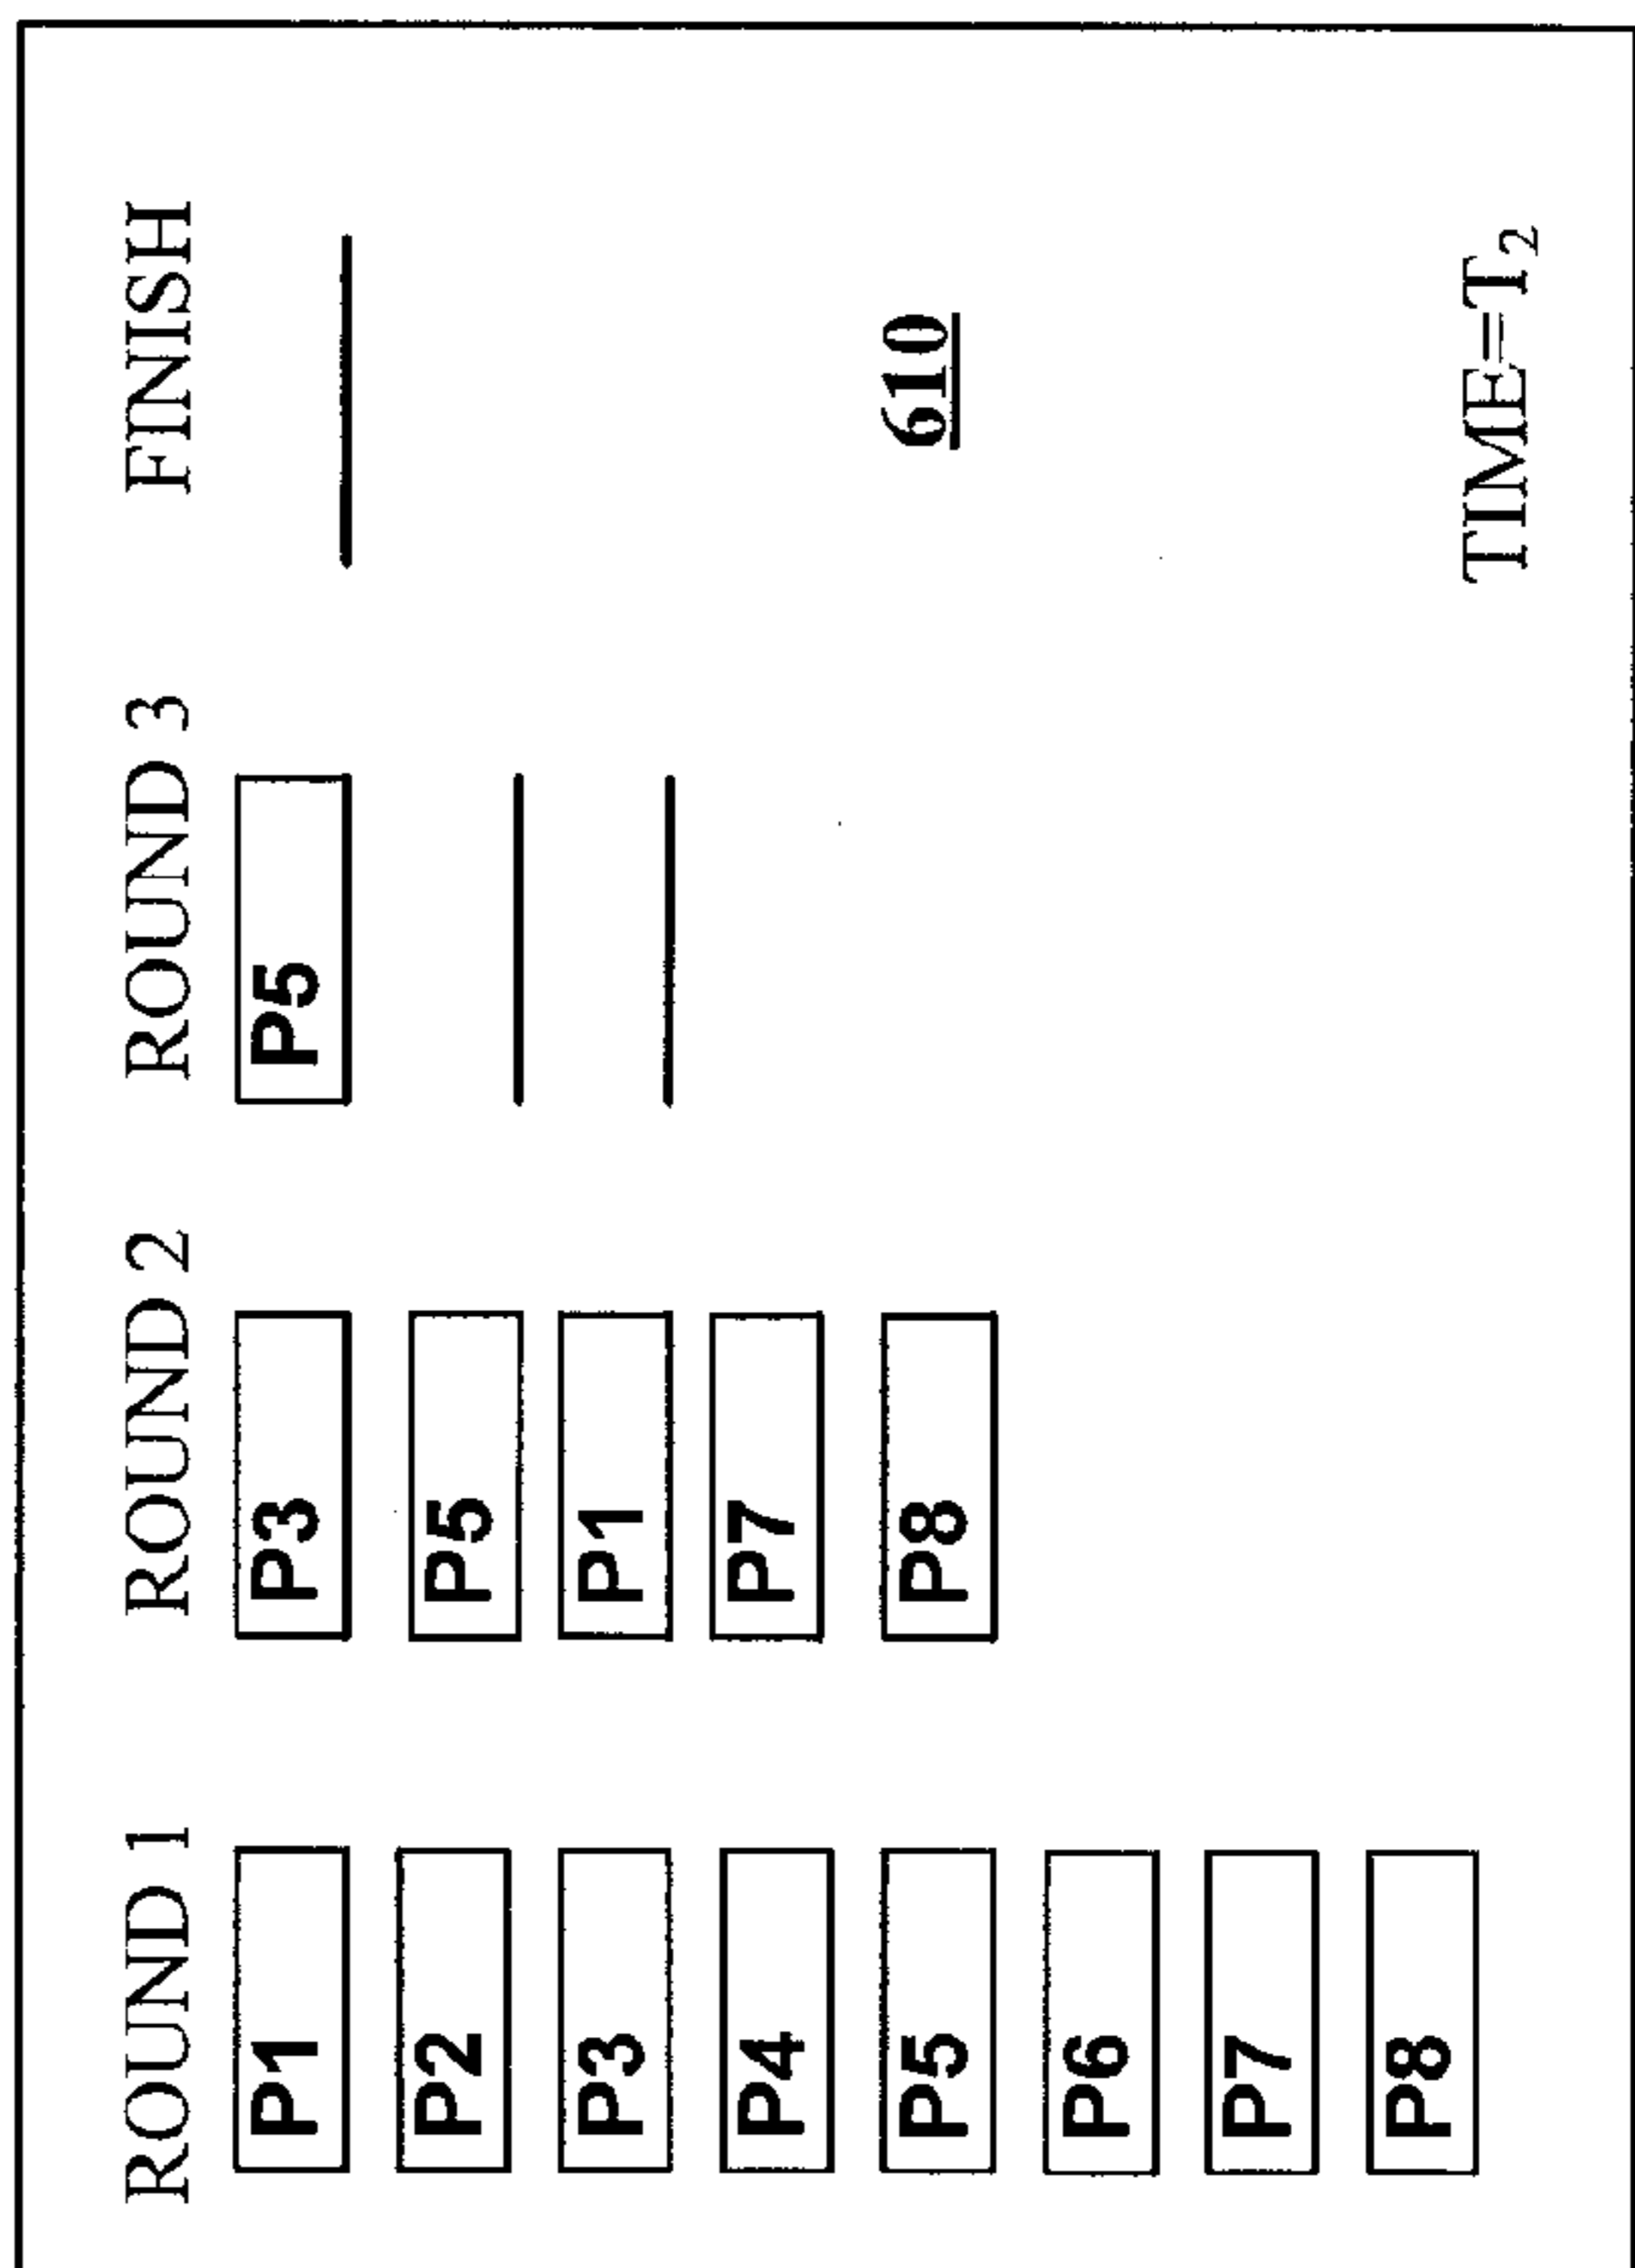 ROUND 1
P1
P2
P3
P4
P5
P6
P7
P8
ROUND 2
P3
P5
P1
P7
P8
ROUND 3
P5
FINISH
610
TIME=T2